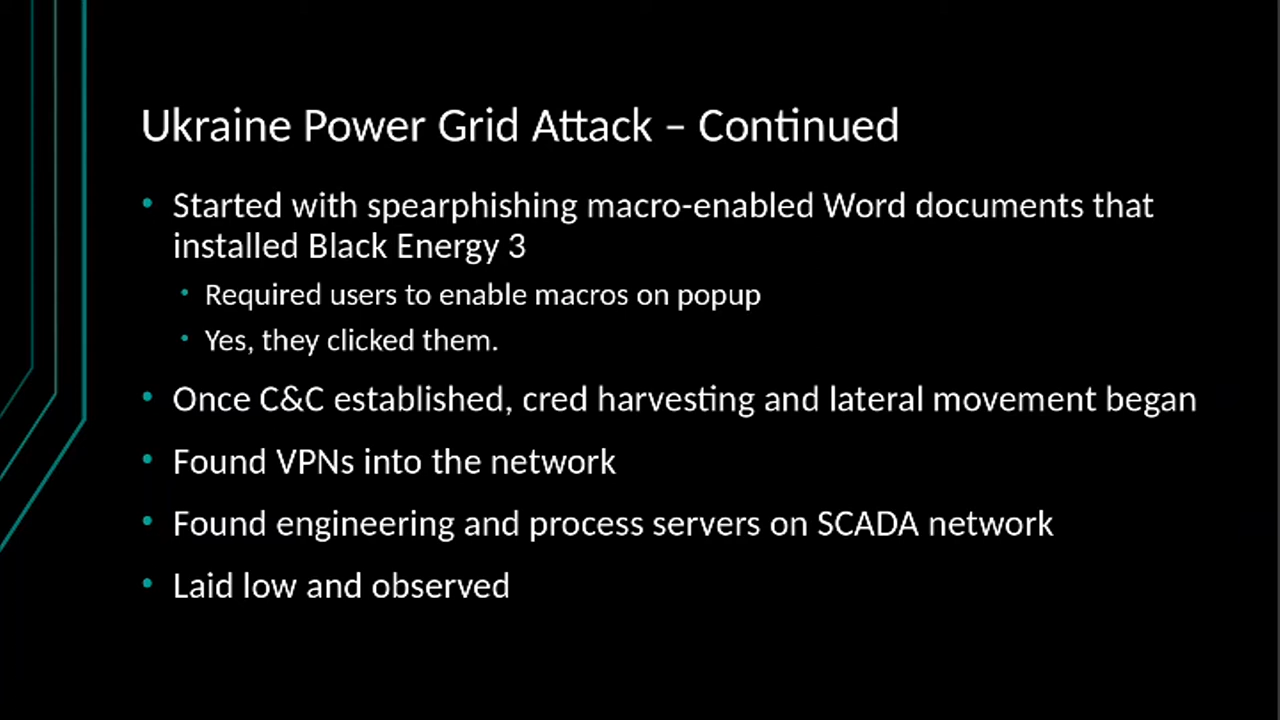 Ukraine Power Grid Attack – Continued
• Started with spearphishing macro-enabled Word documents that
installed Black Energy 3
• Required users to enable macros on popup
• Yes, they clicked them.
• Once C&C established, cred harvesting and lateral movement began
• Found VPNs into the network
• Found engineering and process servers on SCADA network
• Laid low and observed